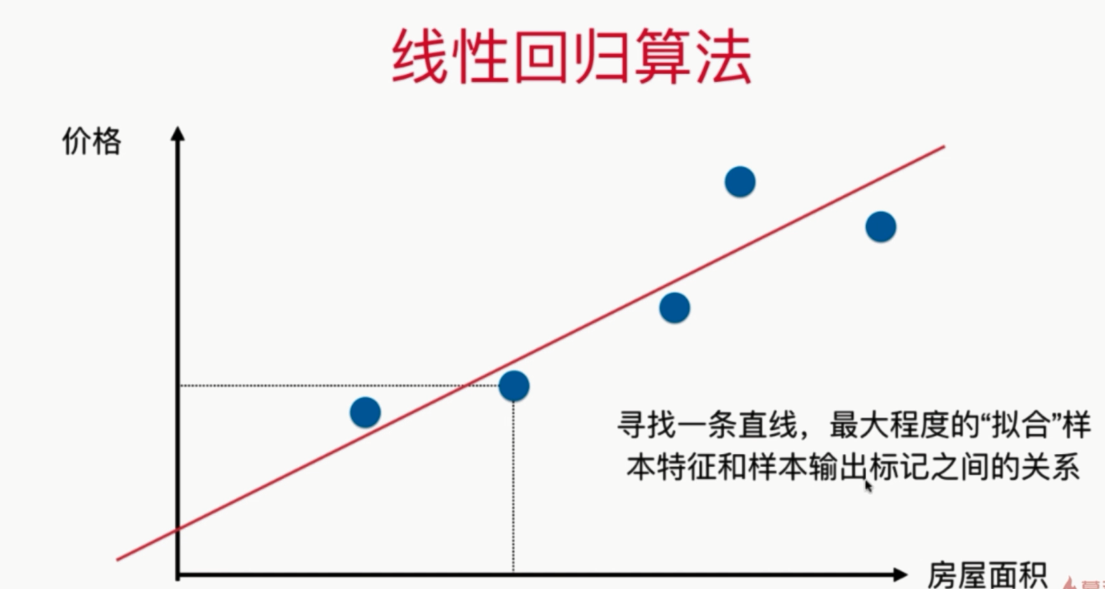 线性回归算法
价格
寻找一条直线，最大程度的“拟合”样
本特征和样本输出标记之间的关系
房屋面积